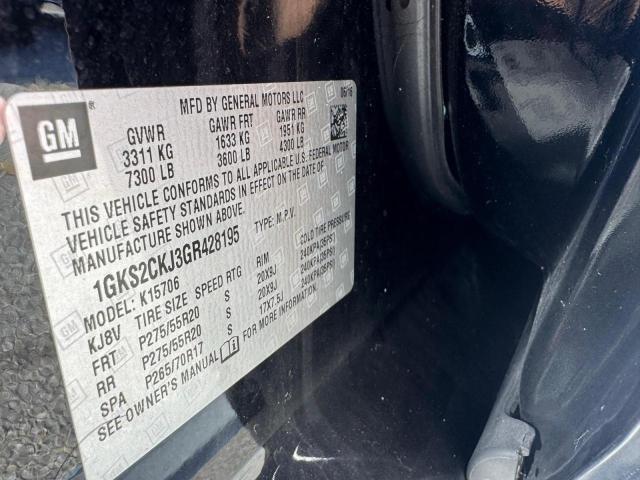 GM
MFD BY GENERAL MOTORS LLC 06/16
GVWR GAWR FRT GAWR RR
3311 KG 1633 KG 1951 KG
7300 LB 3600 LB 4300 LB
THIS VEHICLE CONFORMS TO ALL APPLICABLE U.S. FEDERAL MOTOR
VEHICLE SAFETY STANDARDS IN EFFECT ON THE DATE OF
MANUFACTURE SHOWN ABOVE.
1GKS2CKJ3GR428195 TYPE: M.P.V.
MODEL: K15706
KJ8V TIRE SIZE SPEED RTG RIM COLD TIRE PRESSURE
FRT P275/55R20 S 20X9J 240KPA(35PSI)
RR P275/55R20 S 20X9J 240KPA(35PSI)
SPA P265/70R17 S 17X7.5J 240KPA(35PSI)
SEE OWNER'S MANUAL FOR MORE INFORMATION.